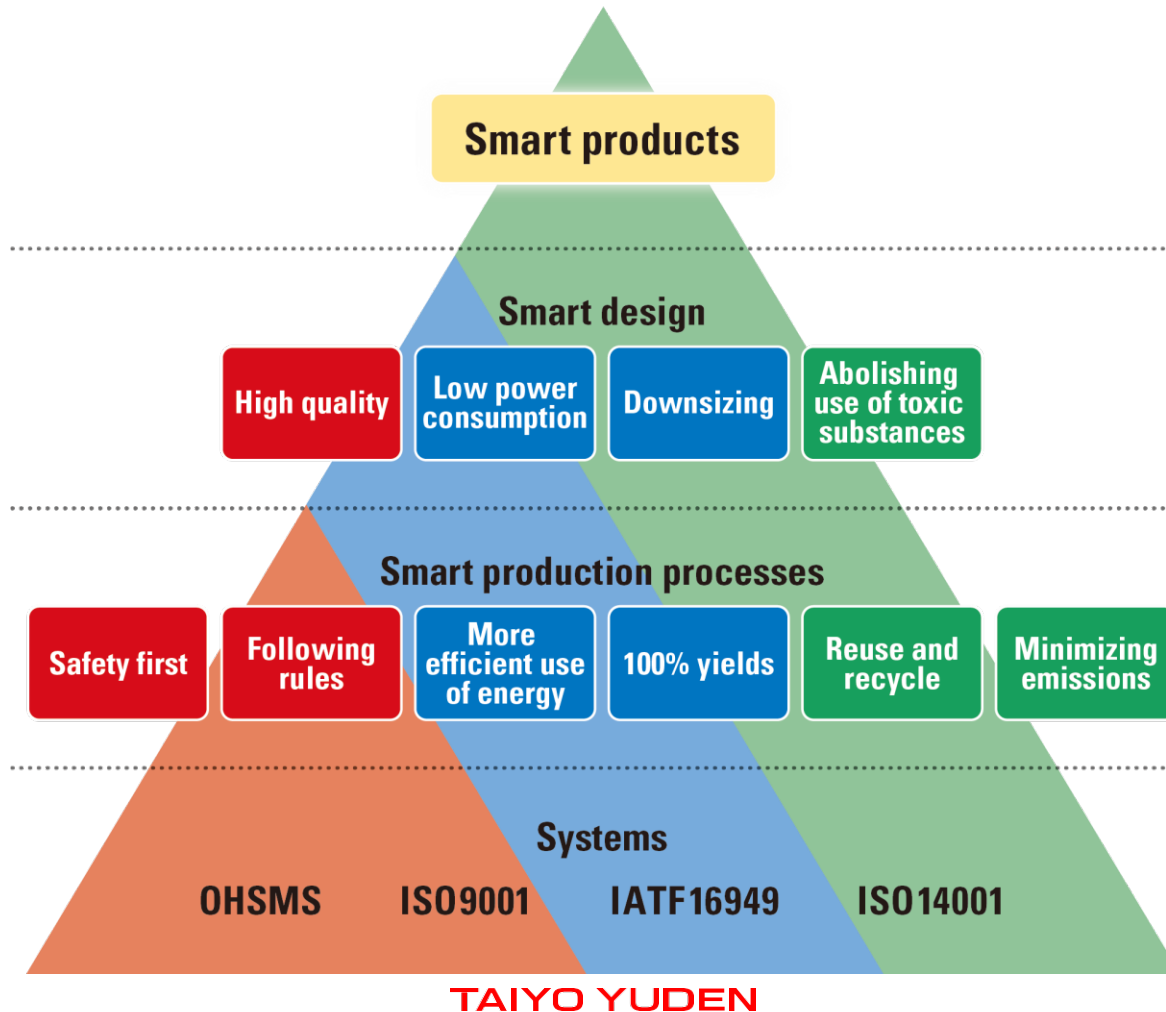 Smart products
Smart design
High quality
Low power
consumption
Downsizing
Abolishing
use of toxic
substances
Smart production processes
Safety first
Following
rules
More
efficient use
of energy
100% yields
Reuse and
recycle
Minimizing
emissions
Systems
OHSMS
ISO9001
IATF16949
ISO14001
TAIYO YUDEN